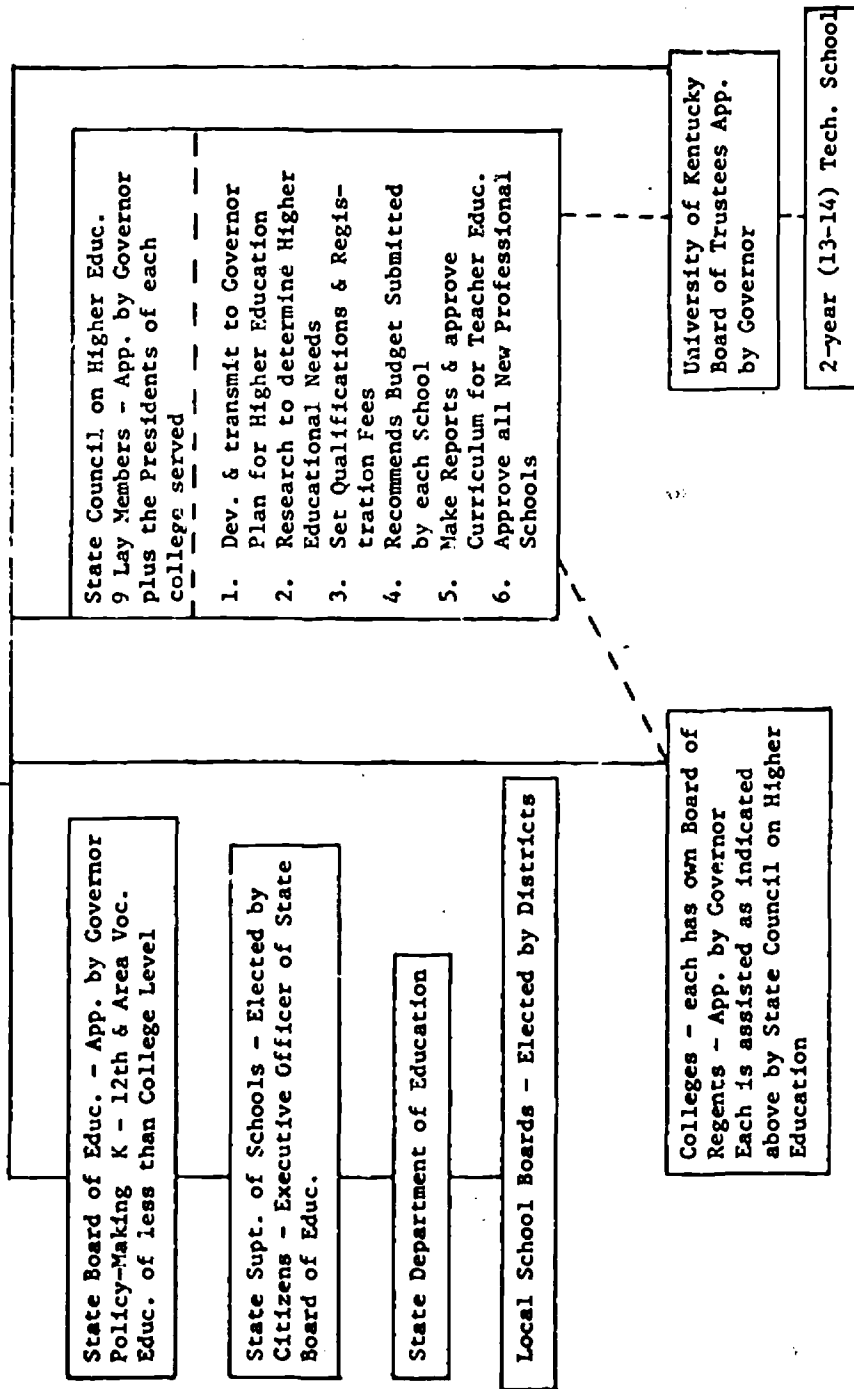 State Board of Educ. - App. by Governor
Policy-Making K - 12th & Area Voc.
Educ. of less than College Level
State Supt. of Schools - Elected by
Citizens - Executive Officer of State
Board of Educ.
State Department of Education
Local School Boards - Elected by Districts
State Council on Higher Educ.
9 Lay Members - App. by Governor
plus the Presidents of each
college served
1. Dev. & transmit to Governor
Plan for Higher Education
2. Research to determine Higher
Educational Needs
3. Set Qualifications & Regis-
tration Fees
4. Recommends Budget Submitted
by each School
5. Make Reports & approve
Curriculum for Teacher Educ.
6. Approve all New Professional
Schools
Colleges - each has own Board of
Regents - App. by Governor
Each is assisted as indicated
above by State Council on Higher
Education
University of Kentucky
Board of Trustees App.
by Governor
2-year (13-14) Tech. School